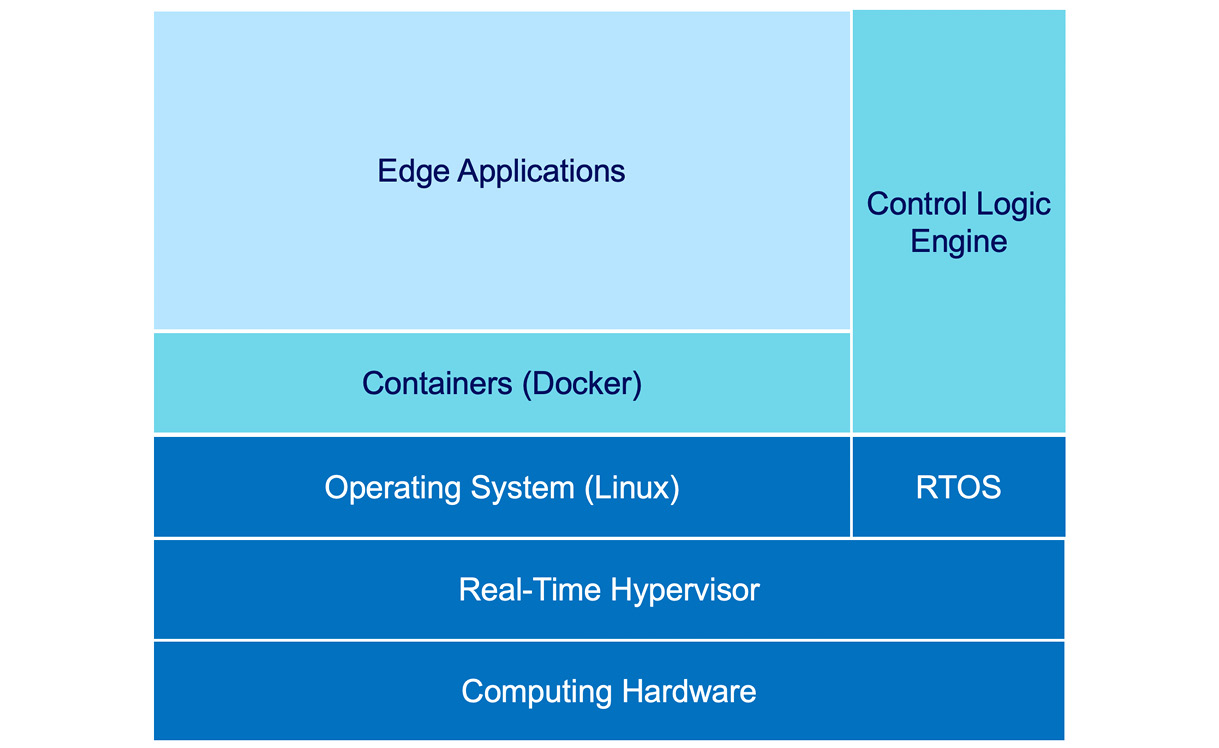 Edge Applications
Control Logic
Engine
Containers (Docker)
Operating System (Linux)
RTOS
Real-Time Hypervisor
Computing Hardware